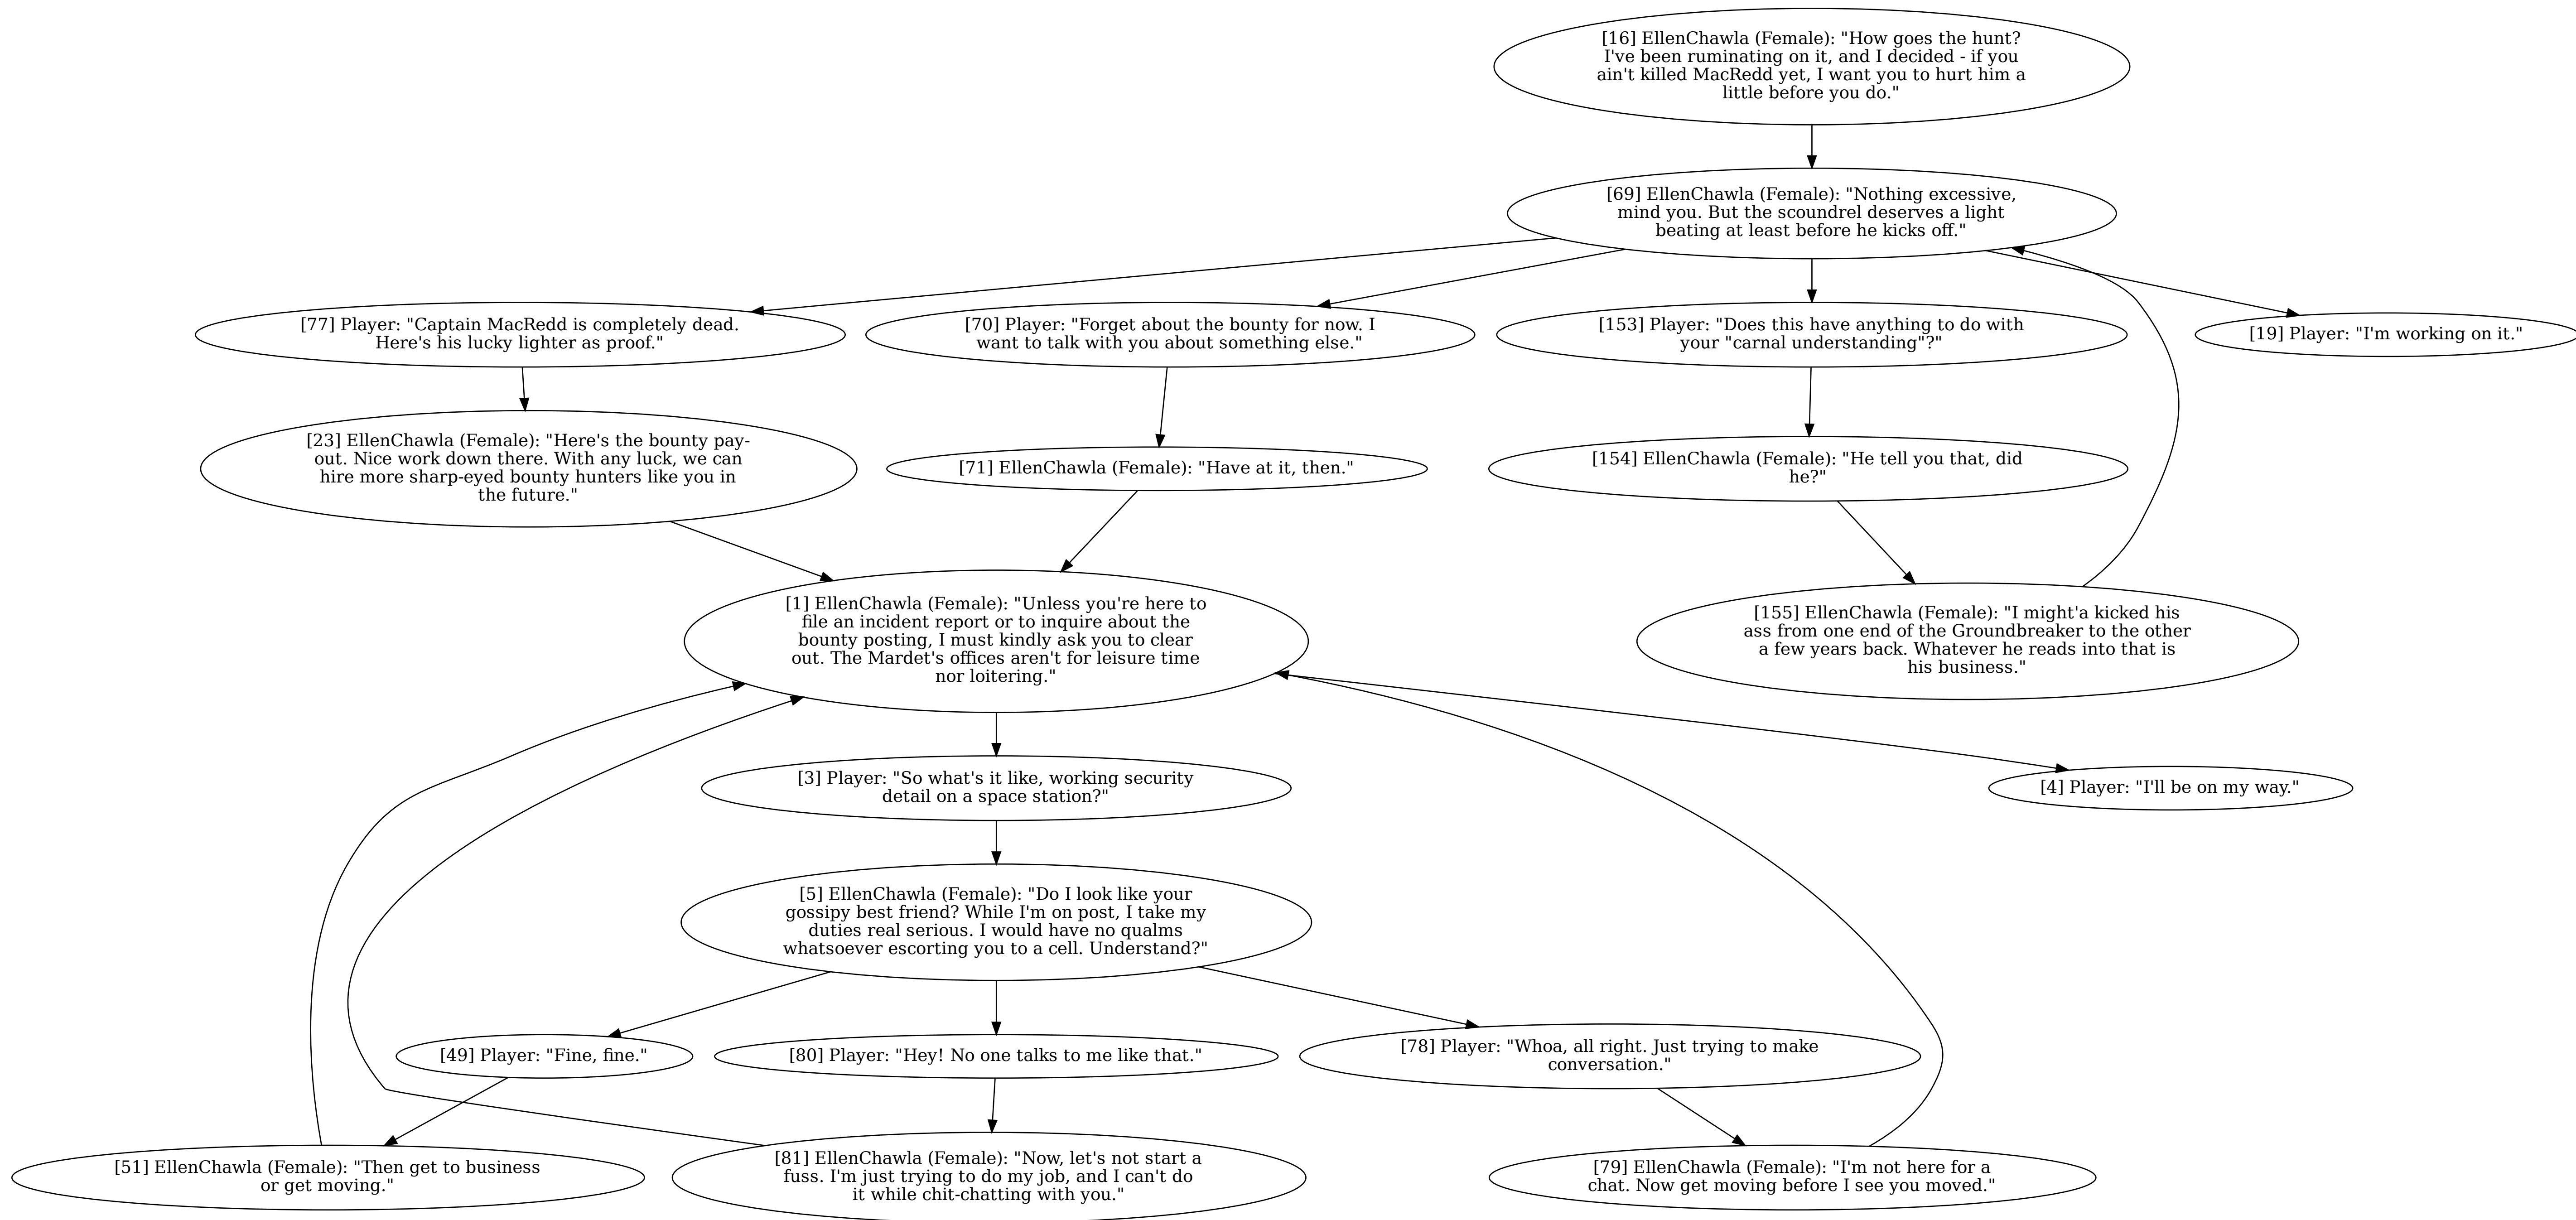 [16] EllenChawla (Female): "How goes the hunt?
I've been ruminating on it, and I decided - if you
ain't killed MacRedd yet, I want you to hurt him a
little before you do."
[69] EllenChawla (Female): "Nothing excessive,
mind you. But the scoundrel deserves a light
beating at least before he kicks off."
[77] Player: "Captain MacRedd is completely dead.
Here's his lucky lighter as proof."
[70] Player: "Forget about the bounty for now. I
want to talk with you about something else."
[153] Player: "Does this have anything to do with
your "carnal understanding"?"
[19] Player: "I'm working on it."
[23] EllenChawla (Female): "Here's the bounty pay-
out. Nice work down there. With any luck, we can
hire more sharp-eyed bounty hunters like you in
the future."
[71] EllenChawla (Female): "Have at it, then."
[154] EllenChawla (Female): "He tell you that, did
he?"
[1] EllenChawla (Female): "Unless you're here to
file an incident report or to inquire about the
bounty posting, I must kindly ask you to clear
out. The Mardet's offices aren't for leisure time
nor loitering."
[155] EllenChawla (Female): "I might'a kicked his
ass from one end of the Groundbreaker to the other
a few years back. Whatever he reads into that is
his business."
[3] Player: "So what's it like, working security
detail on a space station?"
[4] Player: "I'll be on my way."
[5] EllenChawla (Female): "Do I look like your
gossipy best friend? While I'm on post, I take my
duties real serious. I would have no qualms
whatsoever escorting you to a cell. Understand?"
[49] Player: "Fine, fine."
[80] Player: "Hey! No one talks to me like that."
[78] Player: "Whoa, all right. Just trying to make
conversation."
[51] EllenChawla (Female): "Then get to business
or get moving."
[81] EllenChawla (Female): "Now, let's not start a
fuss. I'm just trying to do my job, and I can't do
it while chit-chatting with you."
[79] EllenChawla (Female): "I'm not here for a
chat. Now get moving before I see you moved."